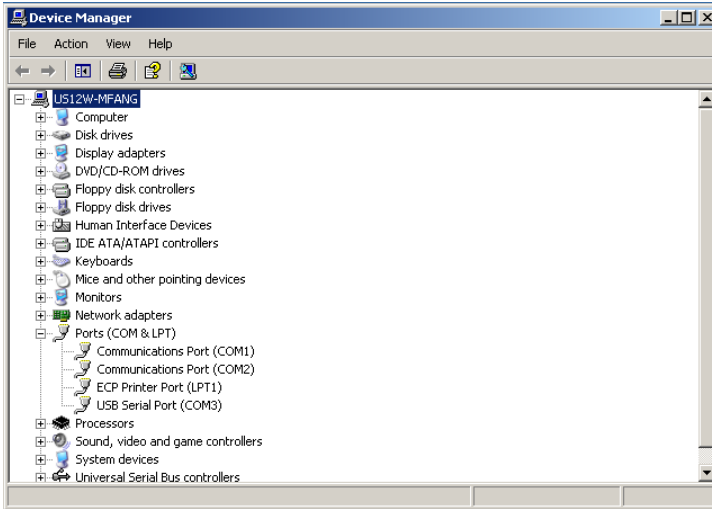 Device Manager
File Action View Help
US12W-MFANG
Computer
Disk drives
Display adapters
DVD/CD-ROM drives
Floppy disk controllers
Floppy disk drives
Human Interface Devices
IDE ATA/ATAPI controllers
Keyboards
Mice and other pointing devices
Monitors
Network adapters
Ports (COM & LPT)
Communications Port (COM1)
Communications Port (COM2)
ECP Printer Port (LPT1)
USB Serial Port (COM3)
Processors
Sound, video and game controllers
System devices
Universal Serial Bus controllers